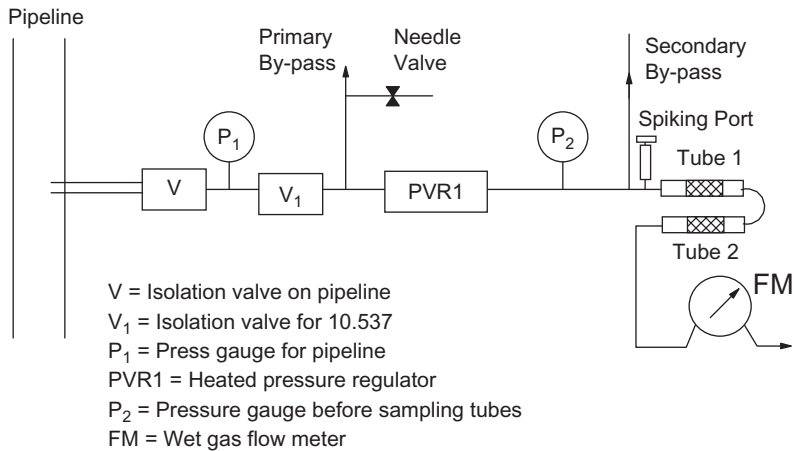 Pipeline
Primary
By-pass
Needle
Valve
Secondary
By-pass
Spiking Port
P1
P2
Tube 1
V
V1
PVR1
Tube 2
FM
V = Isolation valve on pipeline
V1 = Isolation valve for 10.537
P1 = Press gauge for pipeline
PVR1 = Heated pressure regulator
P2 = Pressure gauge before sampling tubes
FM = Wet gas flow meter